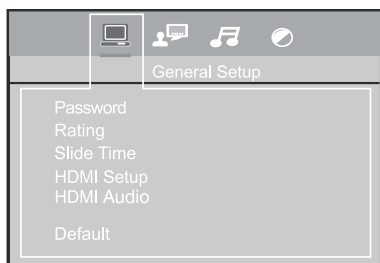 General Setup
Password
Rating
Slide Time
HDMI Setup
HDMI Audio
Default